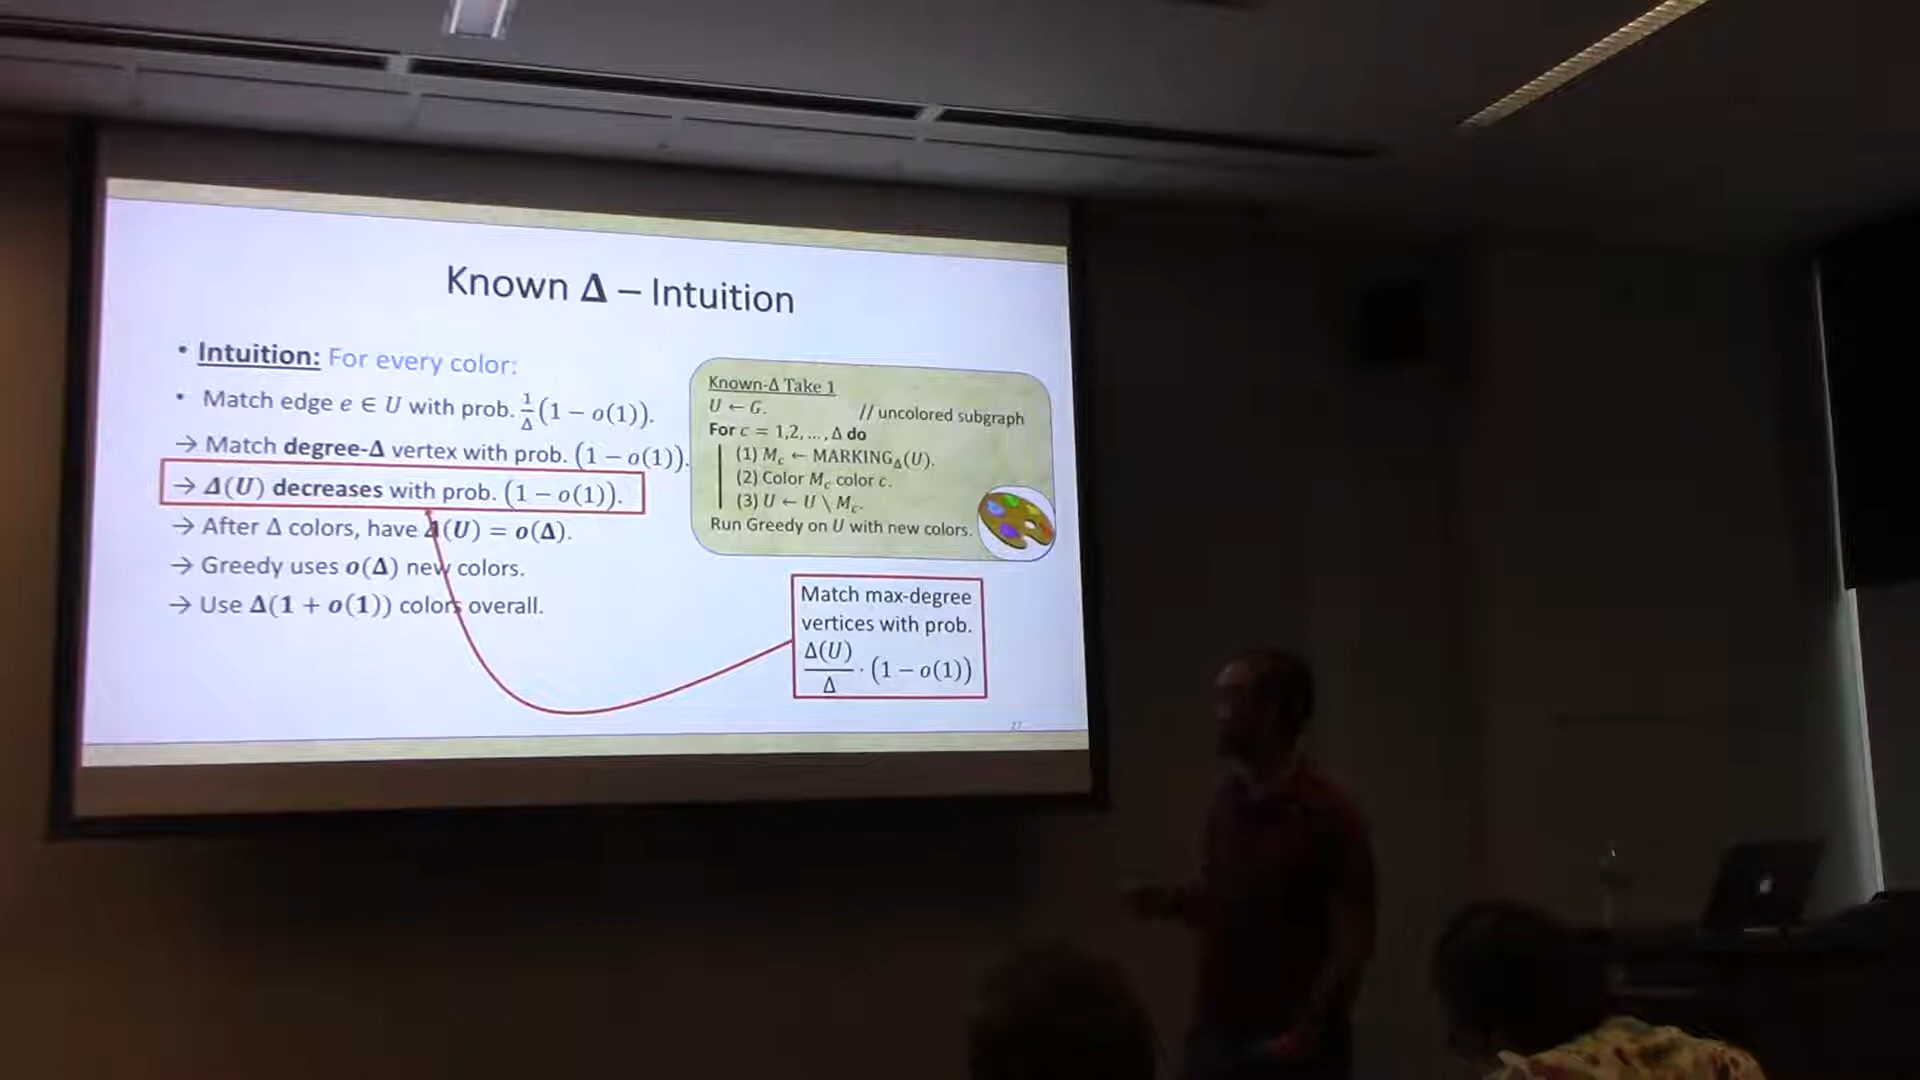 Known Δ – Intuition
• Intuition: For every color:
• Match edge e ∈ U with prob. 1/Δ (1 − o(1)).
→ Match degree-Δ vertex with prob. (1 − o(1)).
→ Δ(U) decreases with prob. (1 − o(1)).
→ After Δ colors, have Δ(U) = o(Δ).
→ Greedy uses o(Δ) new colors.
→ Use Δ(1 + o(1)) colors overall.
Known-Δ Take 1
U ← G. // uncolored subgraph
For c = 1,2, … , Δ do
(1) M_c ← MARKING_Δ(U).
(2) Color M_c color c.
(3) U ← U \ M_c.
Run Greedy on U with new colors.
Match max-degree
vertices with prob.
Δ(U)/Δ · (1 − o(1))
27